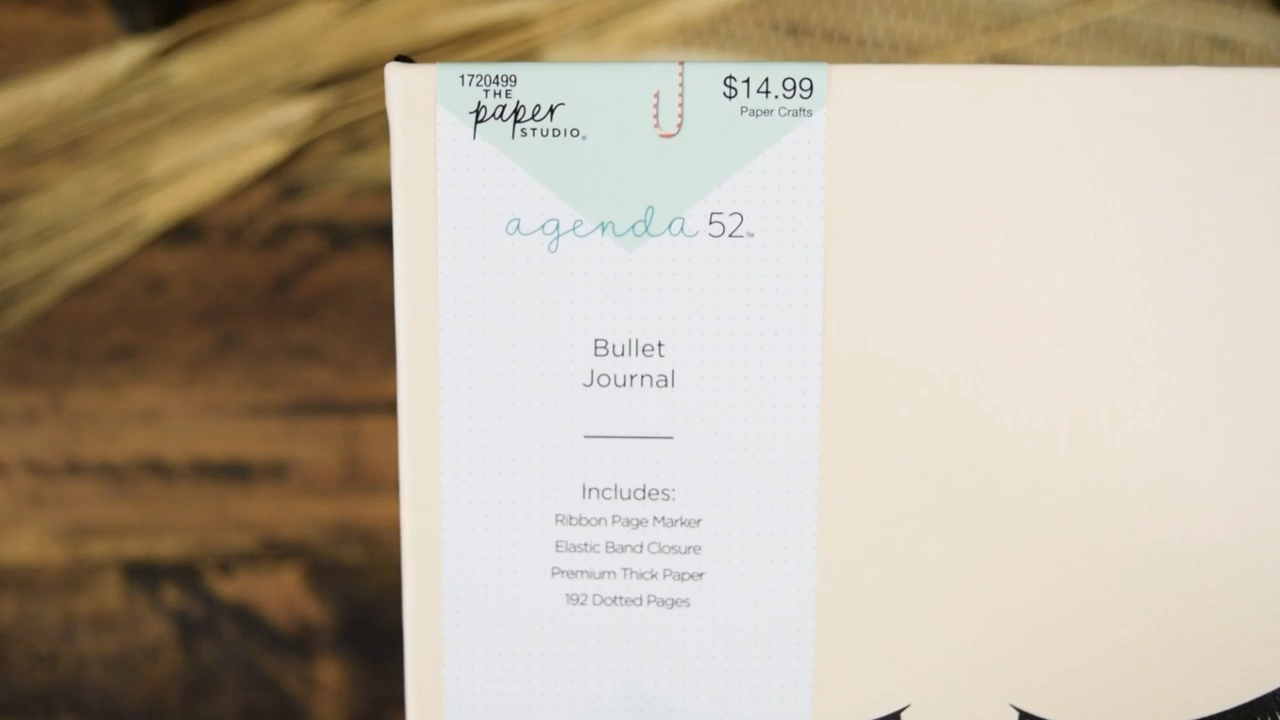 1720499
THE
paper
STUDIO®
$14.99
Paper Crafts
agenda 52™
Bullet
Journal
Includes:
Ribbon Page Marker
Elastic Band Closure
Premium Thick Paper
192 Dotted Pages